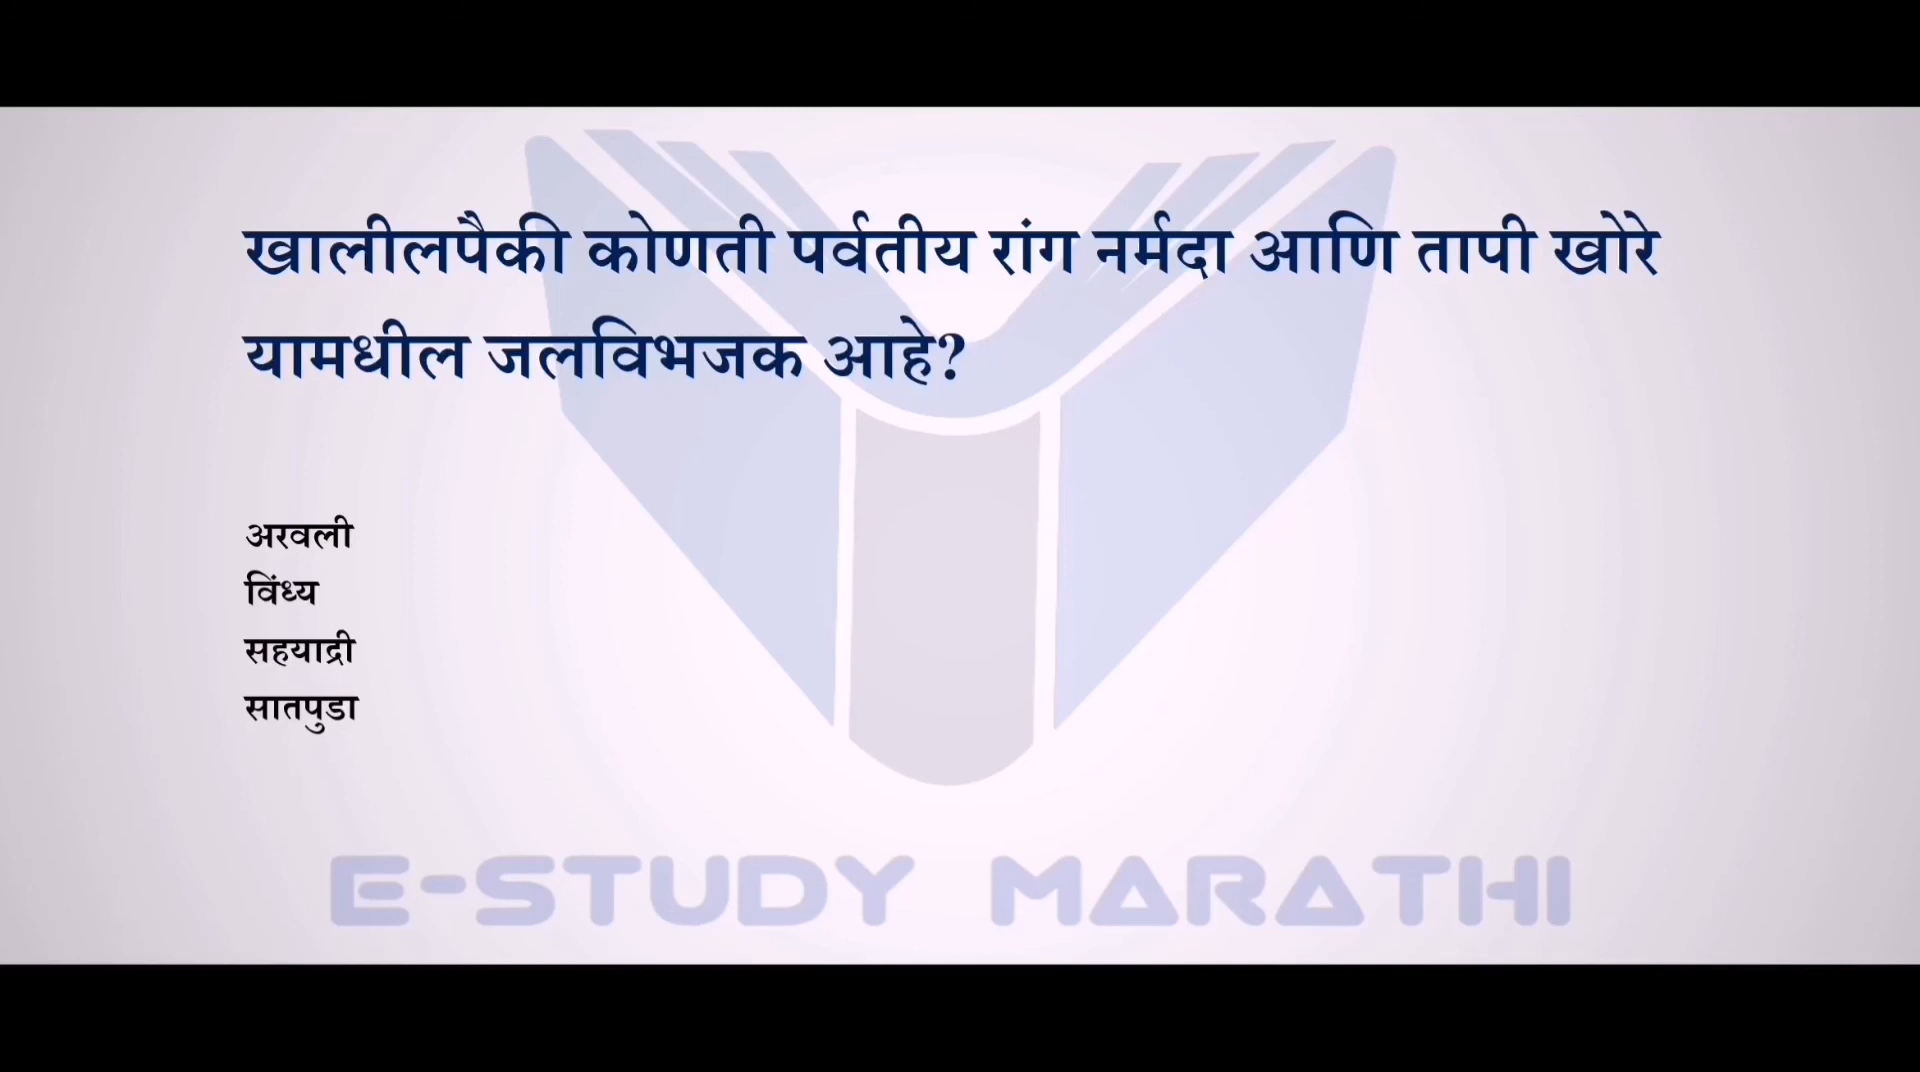 खालीलपैकी कोणती पर्वतीय रांग नर्मदा आणि तापी खोरे
यामधील जलविभजक आहे?
अरवली
विंध्य
सहयाद्री
सातपुडा
E-STUDY MARATHI